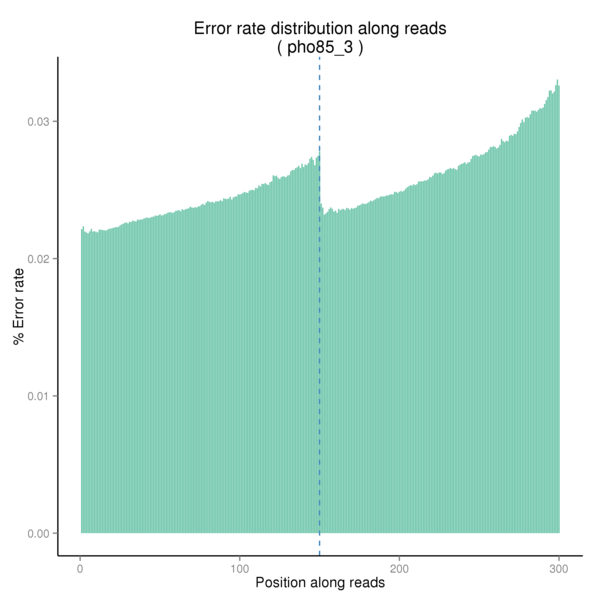 Error rate distribution along reads
( pho85_3 )
% Error rate
0.03
0.02
0.01
0.00
0 100 200 300
Position along reads